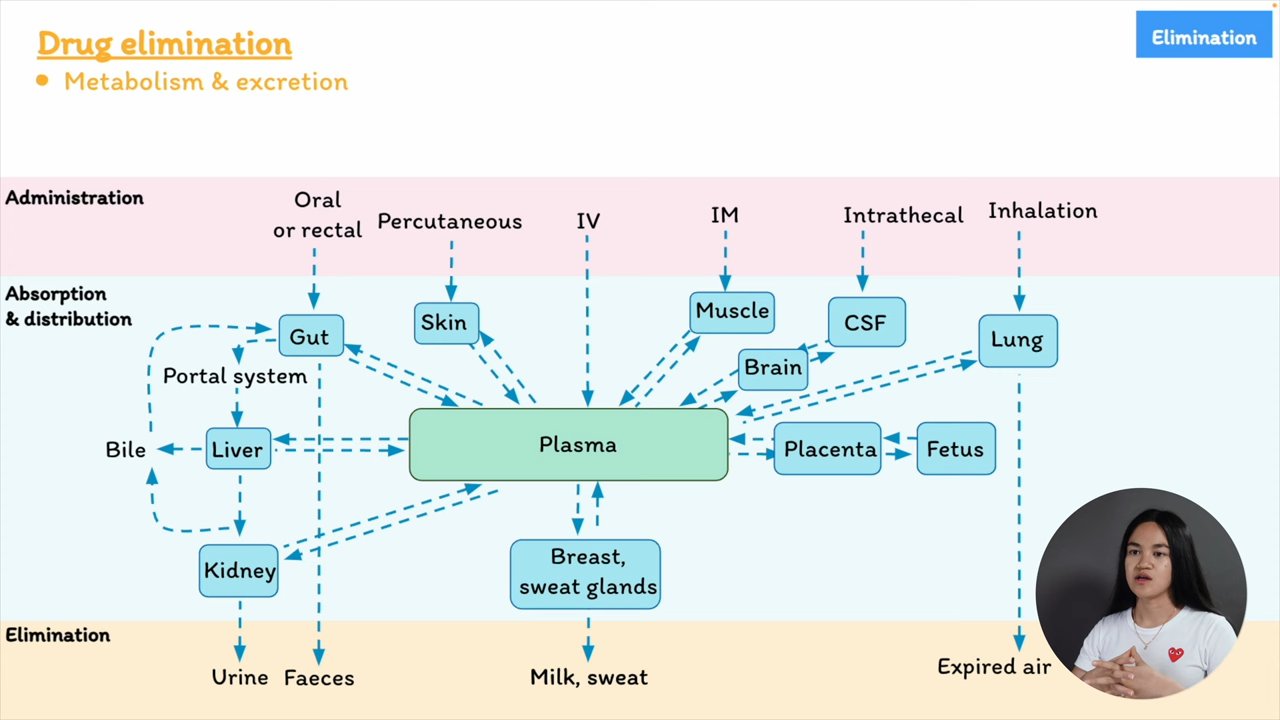 Drug elimination
Elimination
• Metabolism & excretion
Administration
Oral
or rectal
Percutaneous
IV
IM
Intrathecal
Inhalation
Absorption
& distribution
Gut
Skin
Muscle
CSF
Lung
Brain
Portal system
Bile
Liver
Plasma
Placenta
Fetus
Kidney
Breast,
sweat glands
Elimination
Urine
Faeces
Milk, sweat
Expired air